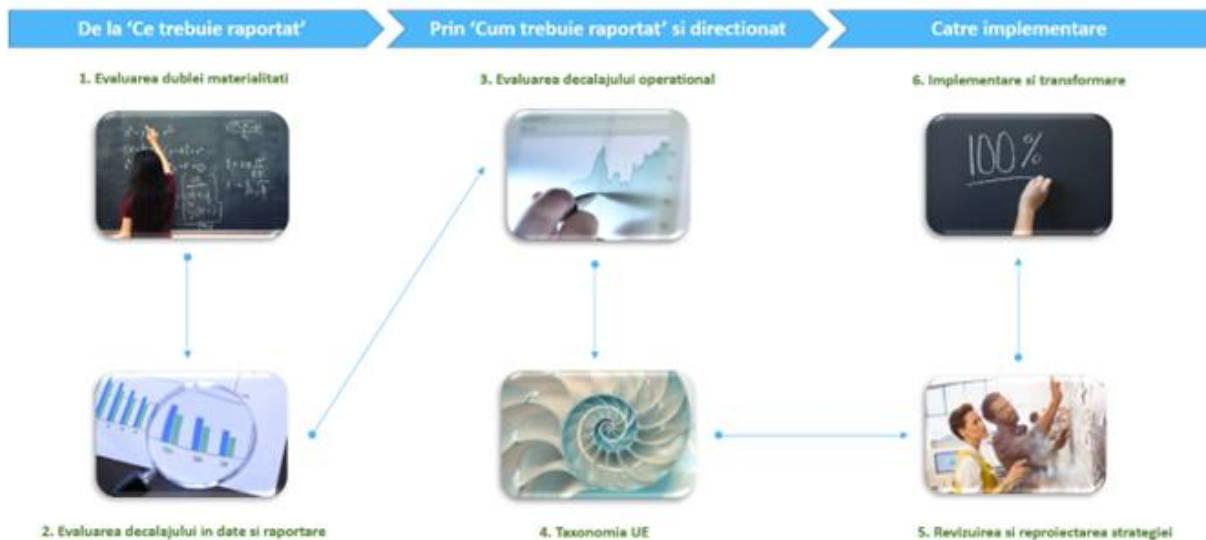 De la ‘Ce trebuie raportat’
Prin ‘Cum trebuie raportat’ si directionat
Catre implementare
1. Evaluarea dublei materialitati
3. Evaluarea decalajului operational
6. Implementare si transformare
100%
2. Evaluarea decalajului in date si raportare
4. Taxonomia UE
5. Revizuirea si reproiectarea strategiei